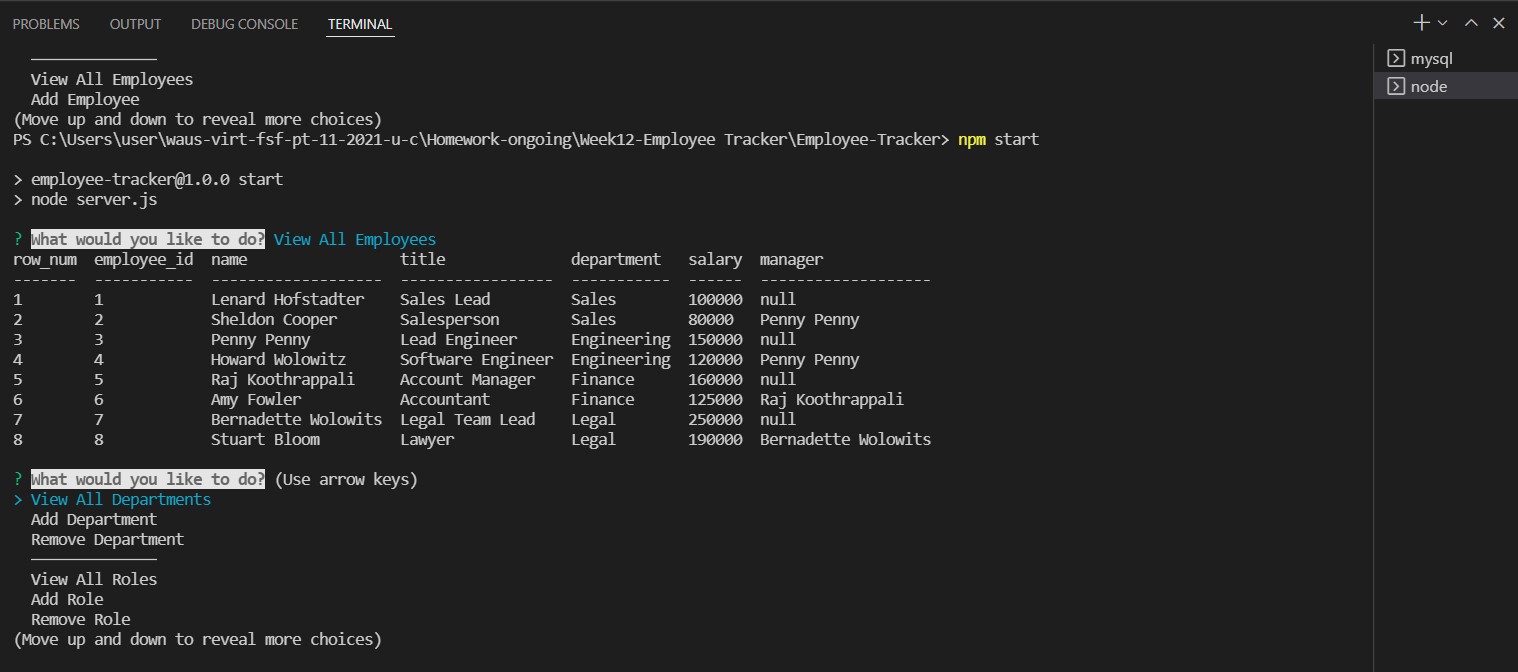 PROBLEMS OUTPUT DEBUG CONSOLE TERMINAL
View All Employees
Add Employee
(Move up and down to reveal more choices)
PS C:\Users\user\waus-virt-fsf-pt-11-2021-u-c\Homework-ongoing\Week12-Employee Tracker\Employee-Tracker> npm start
> employee-tracker@1.0.0 start
> node server.js
? What would you like to do? View All Employees
row_num  employee_id  name                 title              department   salary  manager
-------  -----------  -------------------  -----------------  -----------  ------  -------------------
1        1            Lenard Hofstadter    Sales Lead         Sales        100000  null
2        2            Sheldon Cooper       Salesperson        Sales        80000   Penny Penny
3        3            Penny Penny          Lead Engineer      Engineering  150000  null
4        4            Howard Wolowitz      Software Engineer  Engineering  120000  Penny Penny
5        5            Raj Koothrappali     Account Manager    Finance      160000  null
6        6            Amy Fowler           Accountant         Finance      125000  Raj Koothrappali
7        7            Bernadette Wolowits  Legal Team Lead    Legal        250000  null
8        8            Stuart Bloom         Lawyer             Legal        190000  Bernadette Wolowits
? What would you like to do? (Use arrow keys)
> View All Departments
Add Department
Remove Department
View All Roles
Add Role
Remove Role
(Move up and down to reveal more choices)
mysql
node